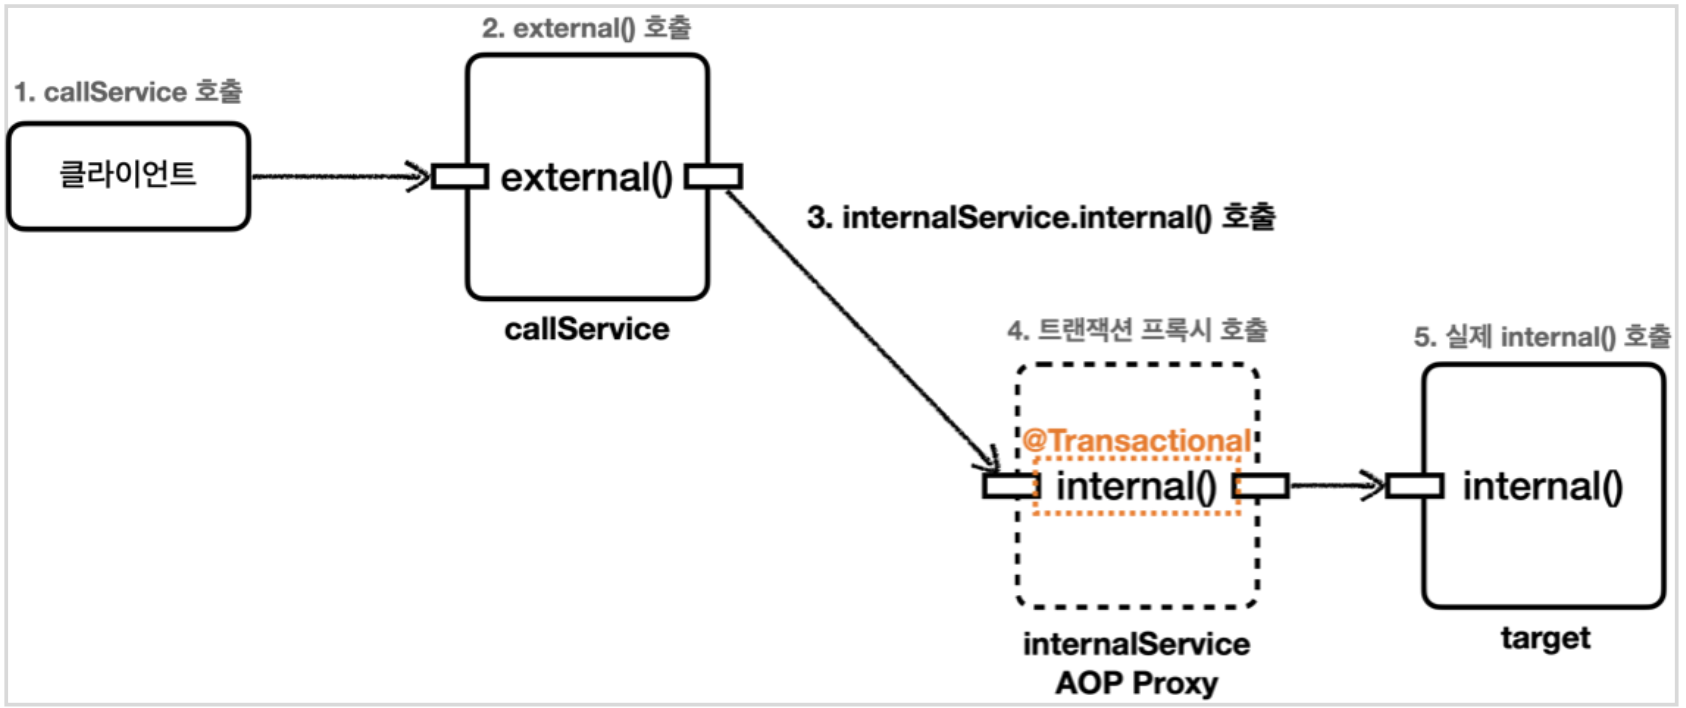 1. callService 호출
클라이언트
2. external() 호출
external()
callService
3. internalService.internal() 호출
4. 트랜잭션 프록시 호출
@Transactional
internal()
internalService
AOP Proxy
5. 실제 internal() 호출
internal()
target